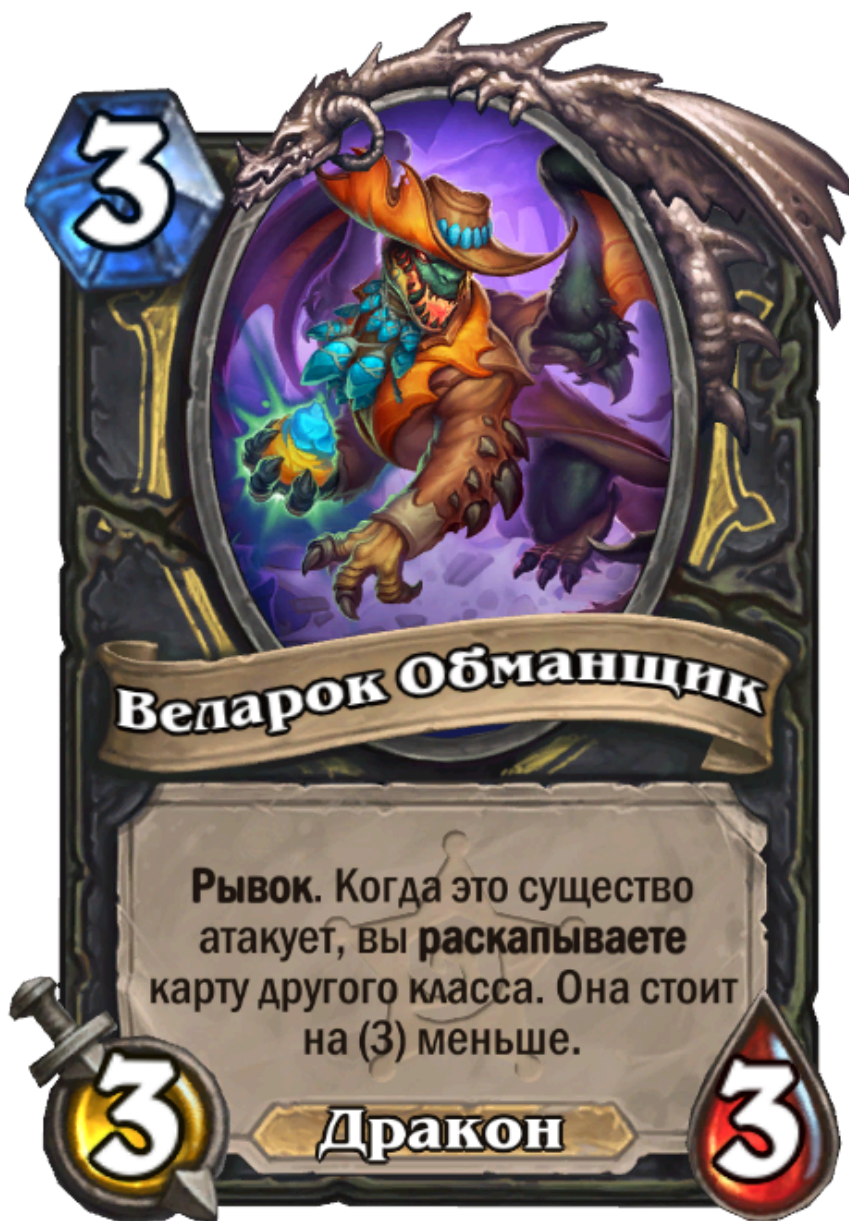 3
Веларок Обманщик
Рывок. Когда это существо
атакует, вы раскапываете
карту другого класса. Она стоит
на (3) меньше.
3
Дракон
3